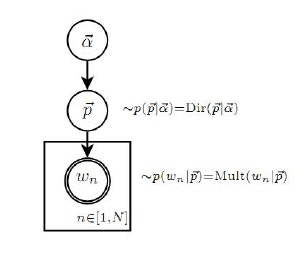 α⃗
p⃗ ∼p(p⃗|α⃗)=Dir(p⃗|α⃗)
wₙ ∼p(wₙ|p⃗)=Mult(wₙ|p⃗)
n∈[1,N]